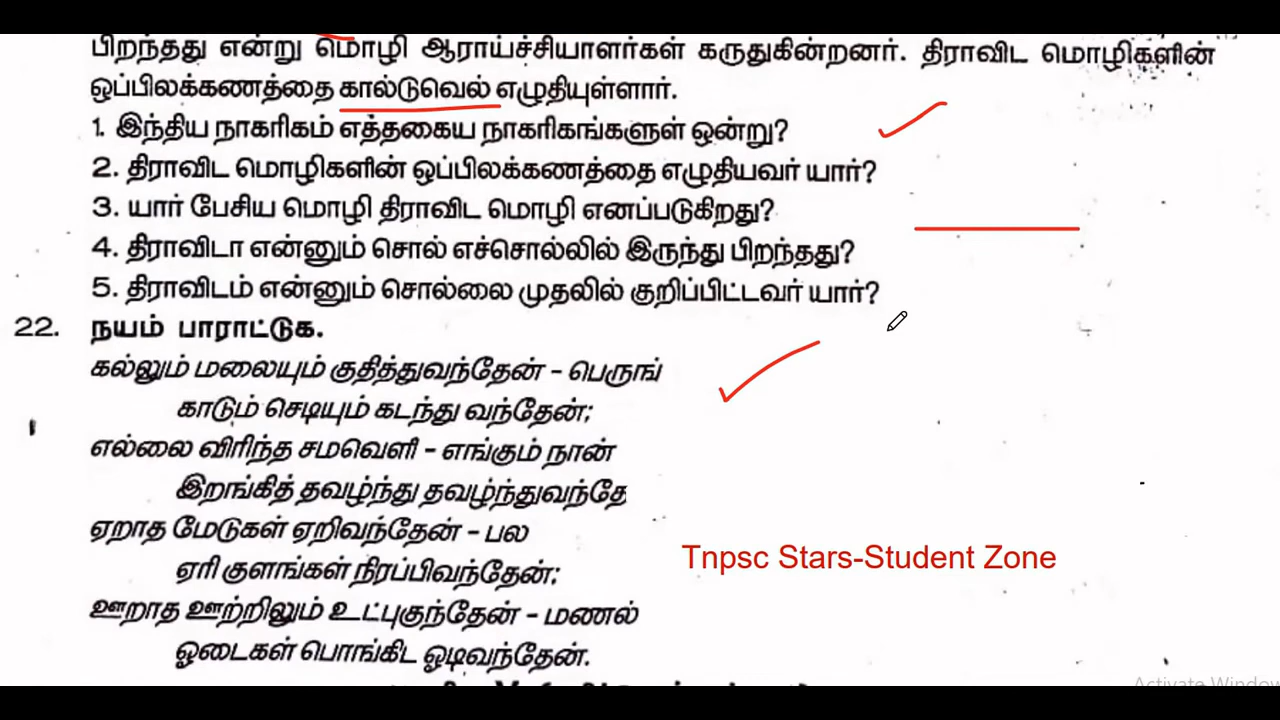 பிறந்தது என்று மொழி ஆராய்ச்சியாளர்கள் கருதுகின்றனர். திராவிட மொழிகளின்
ஒப்பிலக்கணத்தை கால்டுவெல் எழுதியுள்ளார்.
1. இந்திய நாகரிகம் எத்தகைய நாகரிகங்களுள் ஒன்று?
2. திராவிட மொழிகளின் ஒப்பிலக்கணத்தை எழுதியவர் யார்?
3. யார் பேசிய மொழி திராவிட மொழி எனப்படுகிறது?
4. திராவிடா என்னும் சொல் எச்சொல்லில் இருந்து பிறந்தது?
5. திராவிடம் என்னும் சொல்லை முதலில் குறிப்பிட்டவர் யார்?
22. நயம் பாராட்டுக.
கல்லும் மலையும் குதித்துவந்தேன் - பெருங்
காடும் செடியும் கடந்து வந்தேன்;
எல்லை விரிந்த சமவெளி - எங்கும் நான்
இறங்கித் தவழ்ந்து தவழ்ந்துவந்தே
ஏறாத மேடுகள் ஏறிவந்தேன் - பல
ஏரி குளங்கள் நிரப்பிவந்தேன்;
Tnpsc Stars-Student Zone
ஊறாத ஊற்றிலும் உட்புகுந்தேன் - மணல்
ஓடைகள் பொங்கிட ஓடிவந்தேன்.
Activate Window